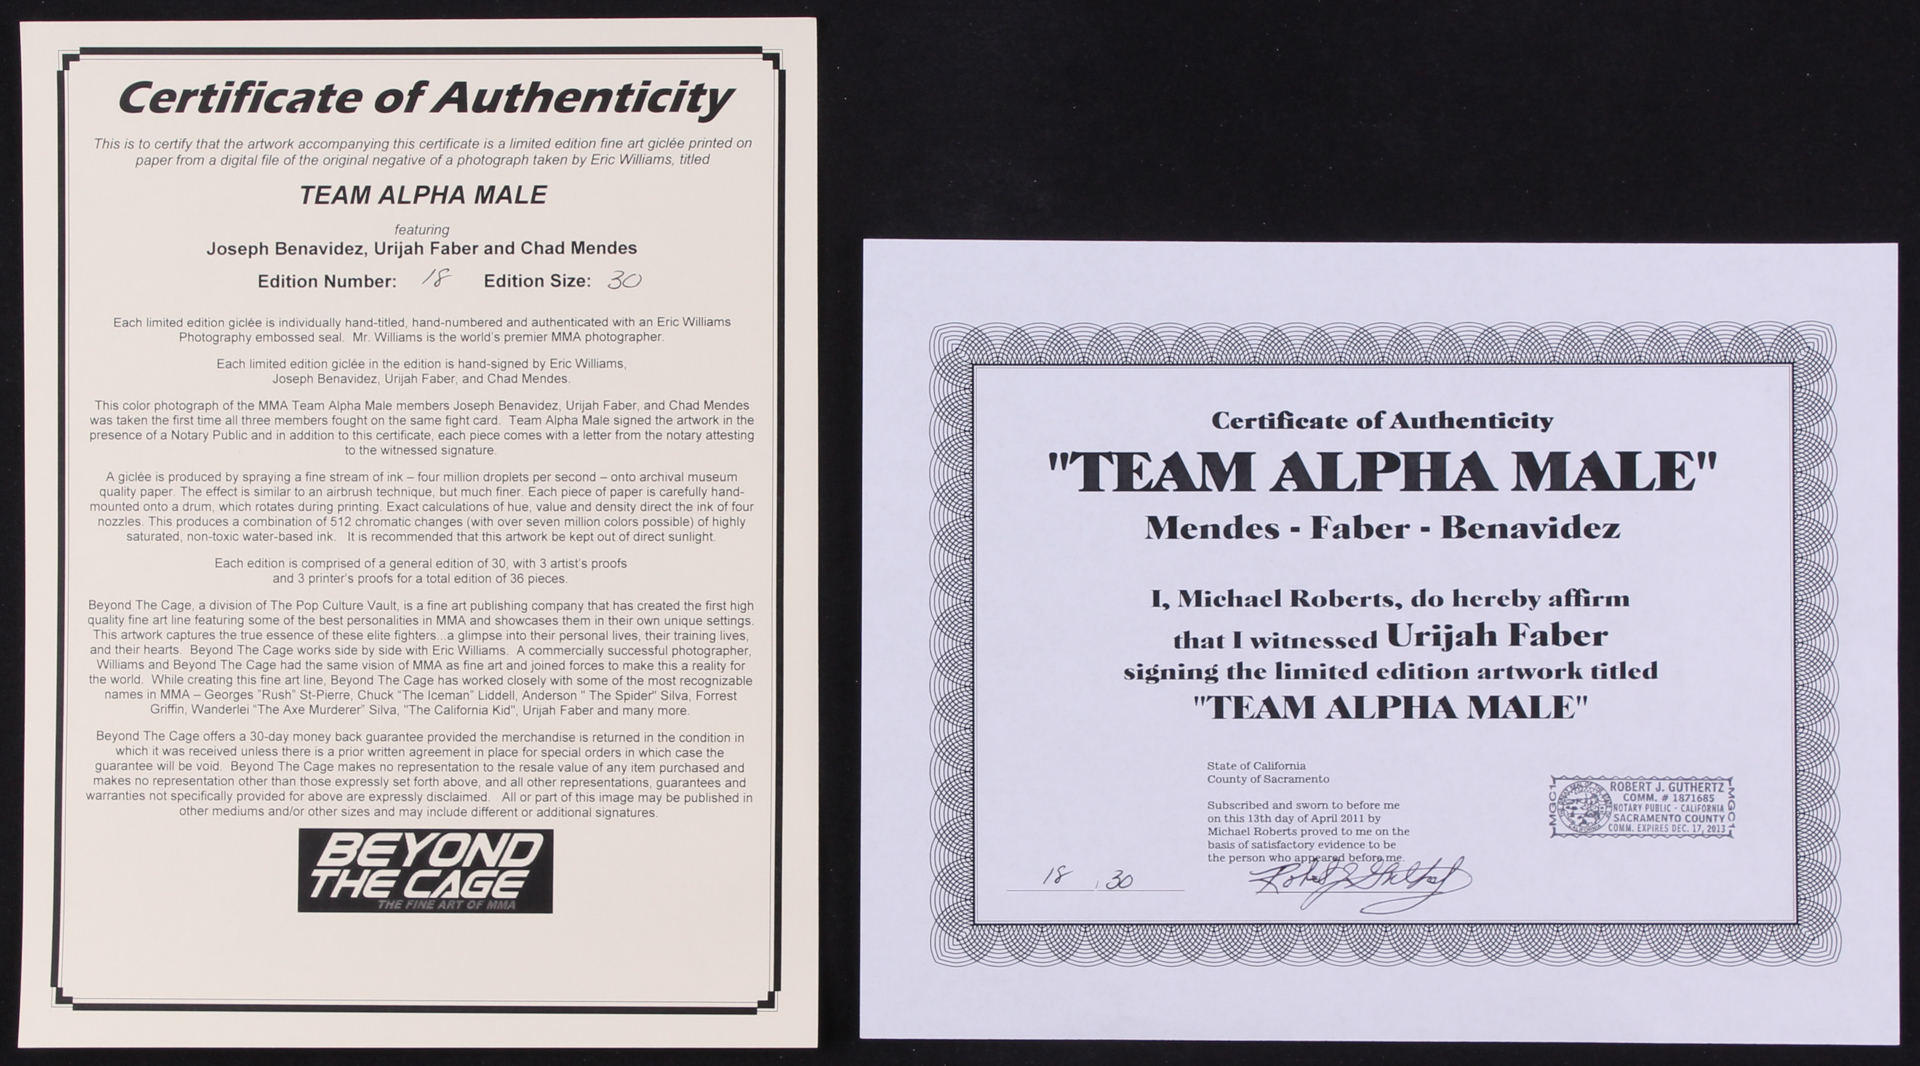 Certificate of Authenticity
This is to certify that the artwork accompanying this certificate is a limited edition fine art giclée printed on
paper from a digital file of the original negative of a photograph taken by Eric Williams, titled
TEAM ALPHA MALE
featuring
Joseph Benavidez, Urijah Faber and Chad Mendes
Edition Number: 18 Edition Size: 30
Each limited edition giclée is individually hand-titled, hand-numbered and authenticated with an Eric Williams
Photography embossed seal. Mr. Williams is the world's premier MMA photographer.
Each limited edition giclée in the edition is hand-signed by Eric Williams,
Joseph Benavidez, Urijah Faber, and Chad Mendes.
This color photograph of the MMA Team Alpha Male members Joseph Benavidez, Urijah Faber, and Chad Mendes
was taken the first time all three members fought on the same fight card. Team Alpha Male signed the artwork in the
presence of a Notary Public and in addition to this certificate, each piece comes with a letter from the notary attesting
to the witnessed signature.
A giclée is produced by spraying a fine stream of ink – four million droplets per second – onto archival museum
quality paper. The effect is similar to an airbrush technique, but much finer. Each piece of paper is carefully hand-
mounted onto a drum, which rotates during printing. Exact calculations of hue, value and density direct the ink of four
nozzles. This produces a combination of 512 chromatic changes (with over seven million colors possible) of highly
saturated, non-toxic water-based ink. It is recommended that this artwork be kept out of direct sunlight.
Each edition is comprised of a general edition of 30, with 3 artist's proofs
and 3 printer's proofs for a total edition of 36 pieces.
Beyond The Cage, a division of The Pop Culture Vault, is a fine art publishing company that has created the first high
quality fine art line featuring some of the best personalities in MMA and showcases them in their own unique settings.
This artwork captures the true essence of these elite fighters...a glimpse into their personal lives, their training lives,
and their hearts. Beyond The Cage works side by side with Eric Williams. A commercially successful photographer,
Williams and Beyond The Cage had the same vision of MMA as fine art and joined forces to make this a reality for
the world. While creating this fine art line, Beyond The Cage has worked closely with some of the most recognizable
names in MMA – Georges "Rush" St-Pierre, Chuck "The Iceman" Liddell, Anderson " The Spider" Silva, Forrest
Griffin, Wanderlei "The Axe Murderer" Silva, "The California Kid", Urijah Faber and many more.
Beyond The Cage offers a 30-day money back guarantee provided the merchandise is returned in the condition in
which it was received unless there is a prior written agreement in place for special orders in which case the
guarantee will be void. Beyond The Cage makes no representation to the resale value of any item purchased and
makes no representation other than those expressly set forth above, and all other representations, guarantees and
warranties not specifically provided for above are expressly disclaimed. All or part of this image may be published in
other mediums and/or other sizes and may include different or additional signatures.
BEYOND
THE CAGE
THE FINE ART OF MMA
Certificate of Authenticity
"TEAM ALPHA MALE"
Mendes - Faber - Benavidez
I, Michael Roberts, do hereby affirm
that I witnessed Urijah Faber
signing the limited edition artwork titled
"TEAM ALPHA MALE"
State of California
County of Sacramento
Subscribed and sworn to before me
on this 13th day of April 2011 by
Michael Roberts proved to me on the
basis of satisfactory evidence to be
the person who appeared before me.
18 , 30
ROBERT J. GUTHERTZ
COMM. # 1871685
NOTARY PUBLIC - CALIFORNIA
SACRAMENTO COUNTY
COMM. EXPIRES DEC. 17, 2013